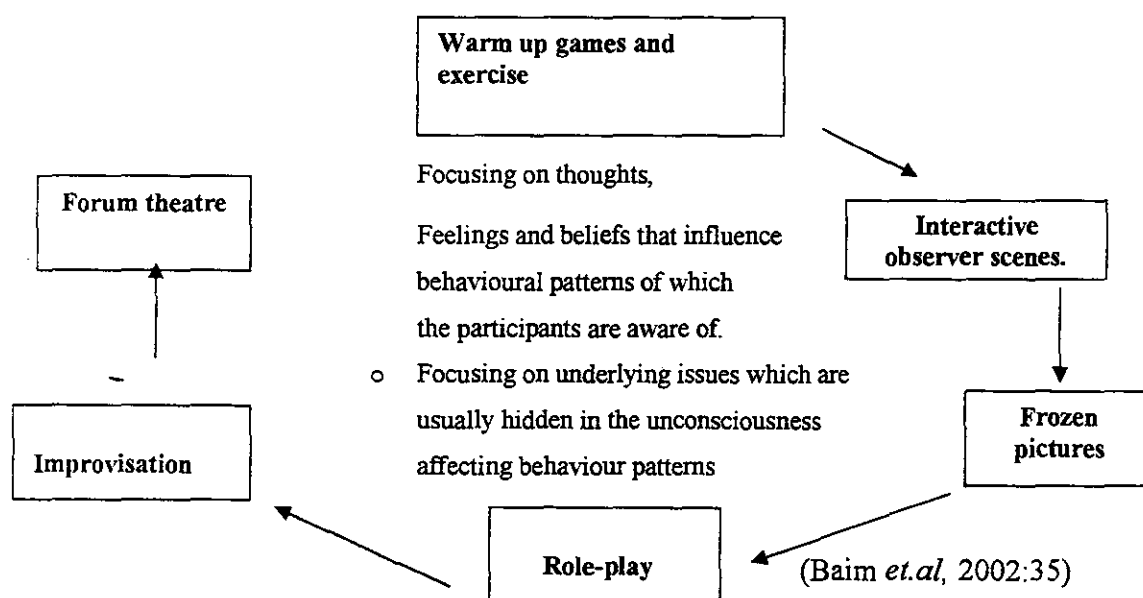 Warm up games and
exercise
Focusing on thoughts,
Feelings and beliefs that influence
behavioural patterns of which
the participants are aware of.
o Focusing on underlying issues which are
usually hidden in the unconsciousness
affecting behaviour patterns
Interactive
observer scenes.
Frozen
pictures
Role-play
(Baim et.al, 2002:35)
Improvisation
Forum theatre